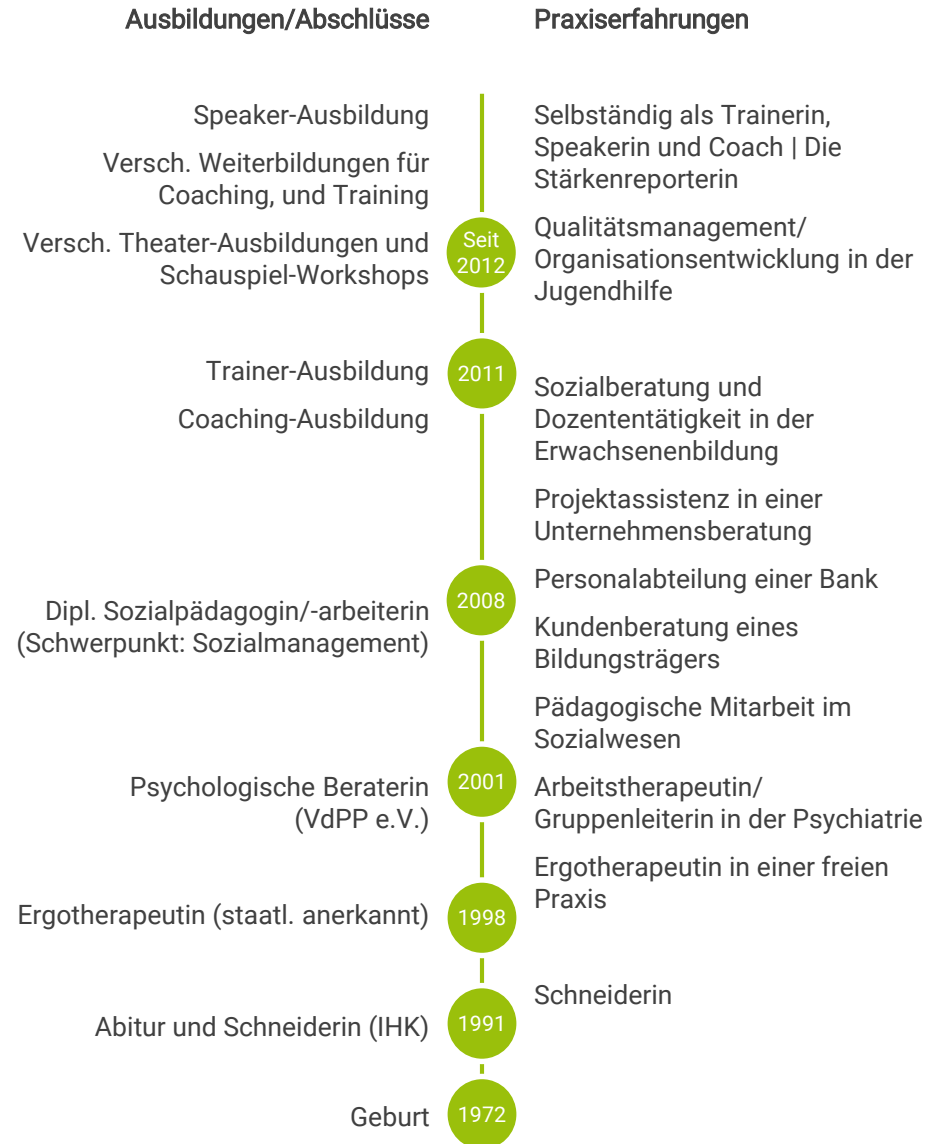 Ausbildungen/Abschlüsse
Praxiserfahrungen
Speaker-Ausbildung
Versch. Weiterbildungen für
Coaching, und Training
Versch. Theater-Ausbildungen und
Schauspiel-Workshops
Seit
2012
Selbständig als Trainerin,
Speakerin und Coach | Die
Stärkenreporterin
Qualitätsmanagement/
Organisationsentwicklung in der
Jugendhilfe
Trainer-Ausbildung
Coaching-Ausbildung
2011
Sozialberatung und
Dozententätigkeit in der
Erwachsenenbildung
Projektassistenz in einer
Unternehmensberatung
Dipl. Sozialpädagogin/-arbeiterin
(Schwerpunkt: Sozialmanagement)
2008
Personalabteilung einer Bank
Kundenberatung eines
Bildungsträgers
Pädagogische Mitarbeit im
Sozialwesen
Psychologische Beraterin
(VdPP e.V.)
2001
Arbeitstherapeutin/
Gruppenleiterin in der Psychiatrie
Ergotherapeutin in einer freien
Praxis
Ergotherapeutin (staatl. anerkannt)
1998
Schneiderin
Abitur und Schneiderin (IHK)
1991
Geburt
1972